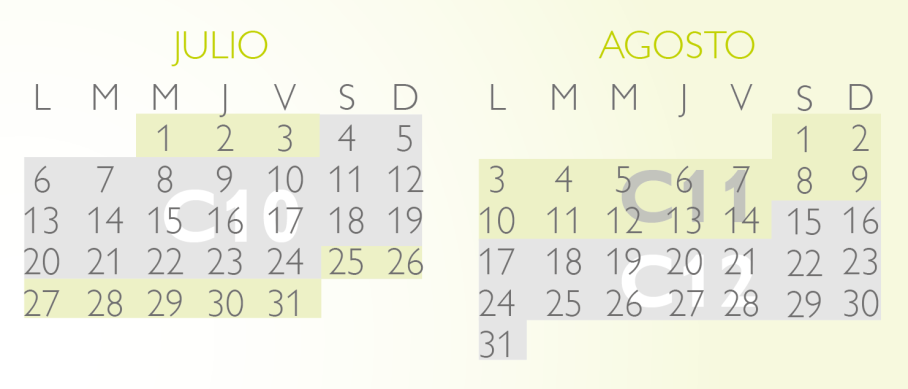 JULIO
L M M J V S D
1 2 3 4 5
6 7 8 9 10 11 12
C10
13 14 15 16 17 18 19
20 21 22 23 24 25 26
27 28 29 30 31
AGOSTO
L M M J V S D
1 2
3 4 5 6 7 8 9
C11
10 11 12 13 14 15 16
17 18 19 20 21 22 23
C12
24 25 26 27 28 29 30
31